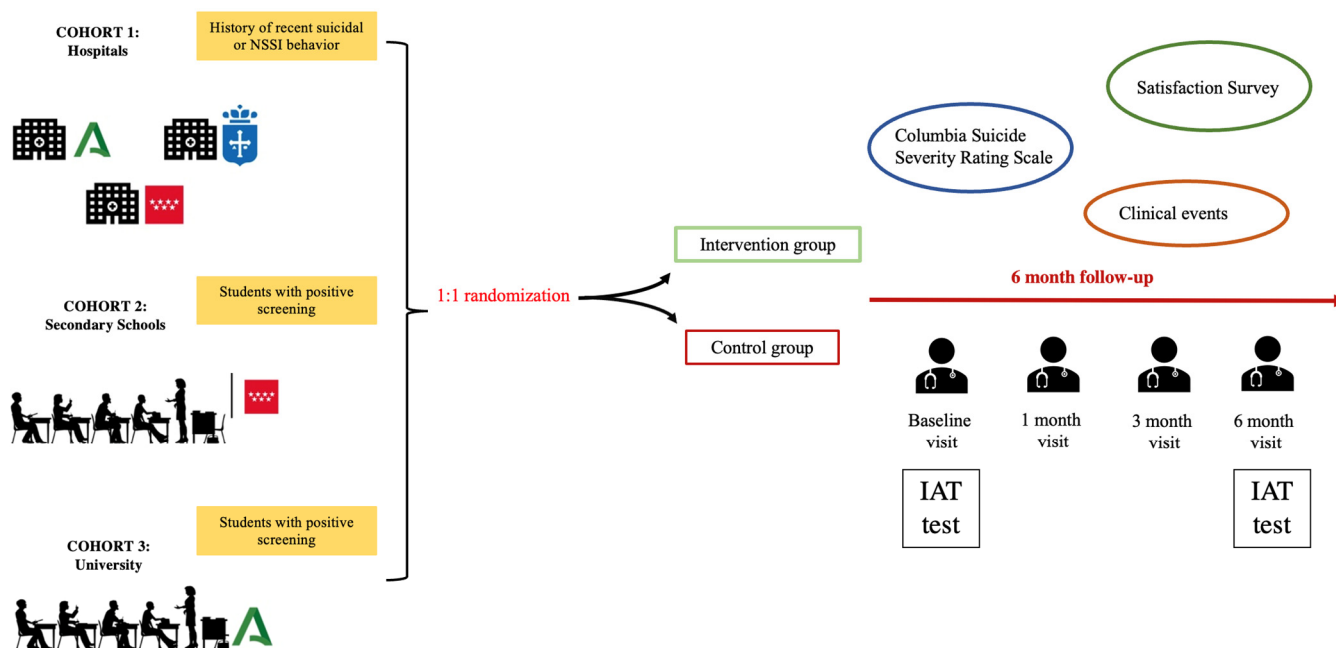 COHORT 1:
Hospitals
History of recent suicidal
or NSSI behavior
COHORT 2:
Secondary Schools
Students with positive
screening
COHORT 3:
University
Students with positive
screening
1:1 randomization
Intervention group
Control group
Columbia Suicide
Severity Rating Scale
Satisfaction Survey
Clinical events
6 month follow-up
Baseline
visit
1 month
visit
3 month
visit
6 month
visit
IAT
test
IAT
test